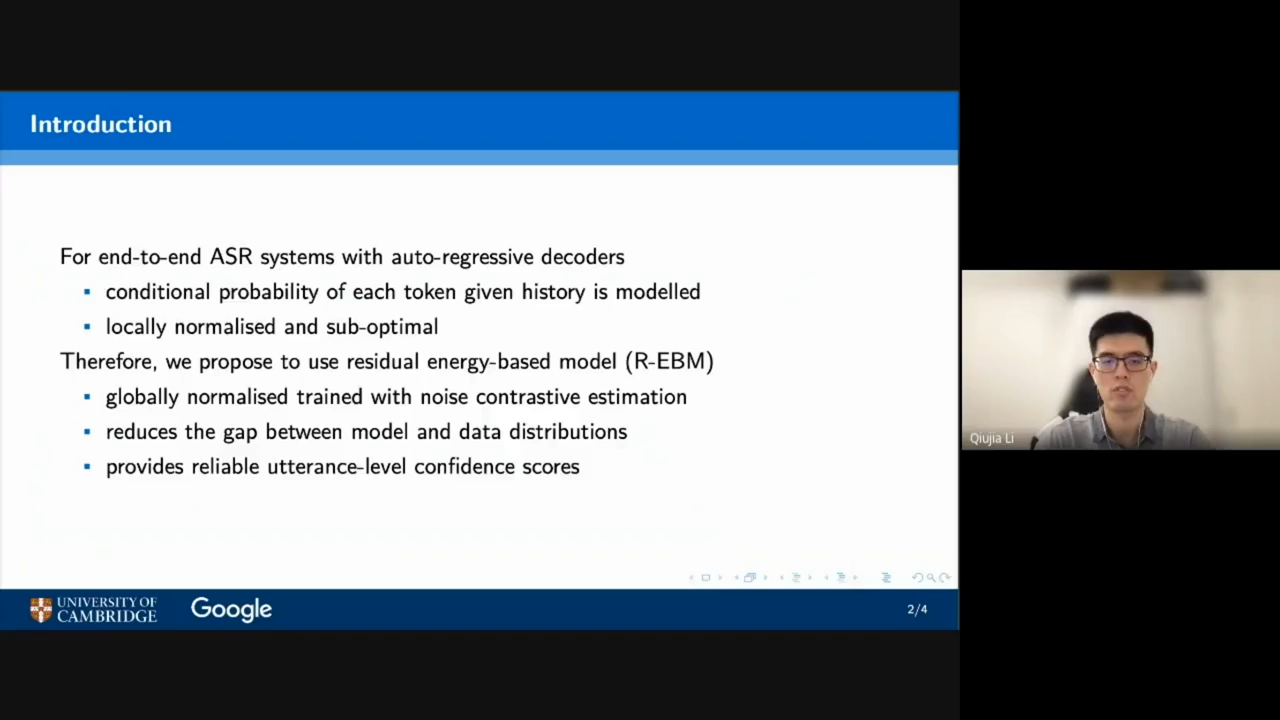 Introduction
For end-to-end ASR systems with auto-regressive decoders
conditional probability of each token given history is modelled
locally normalised and sub-optimal
Therefore, we propose to use residual energy-based model (R-EBM)
globally normalised trained with noise contrastive estimation
reduces the gap between model and data distributions
provides reliable utterance-level confidence scores
Qiujia Li
UNIVERSITY OF
CAMBRIDGE
Google
2/4